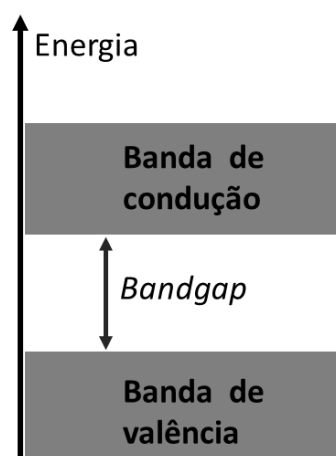 Energia
Banda de
condução
Bandgap
Banda de
valência